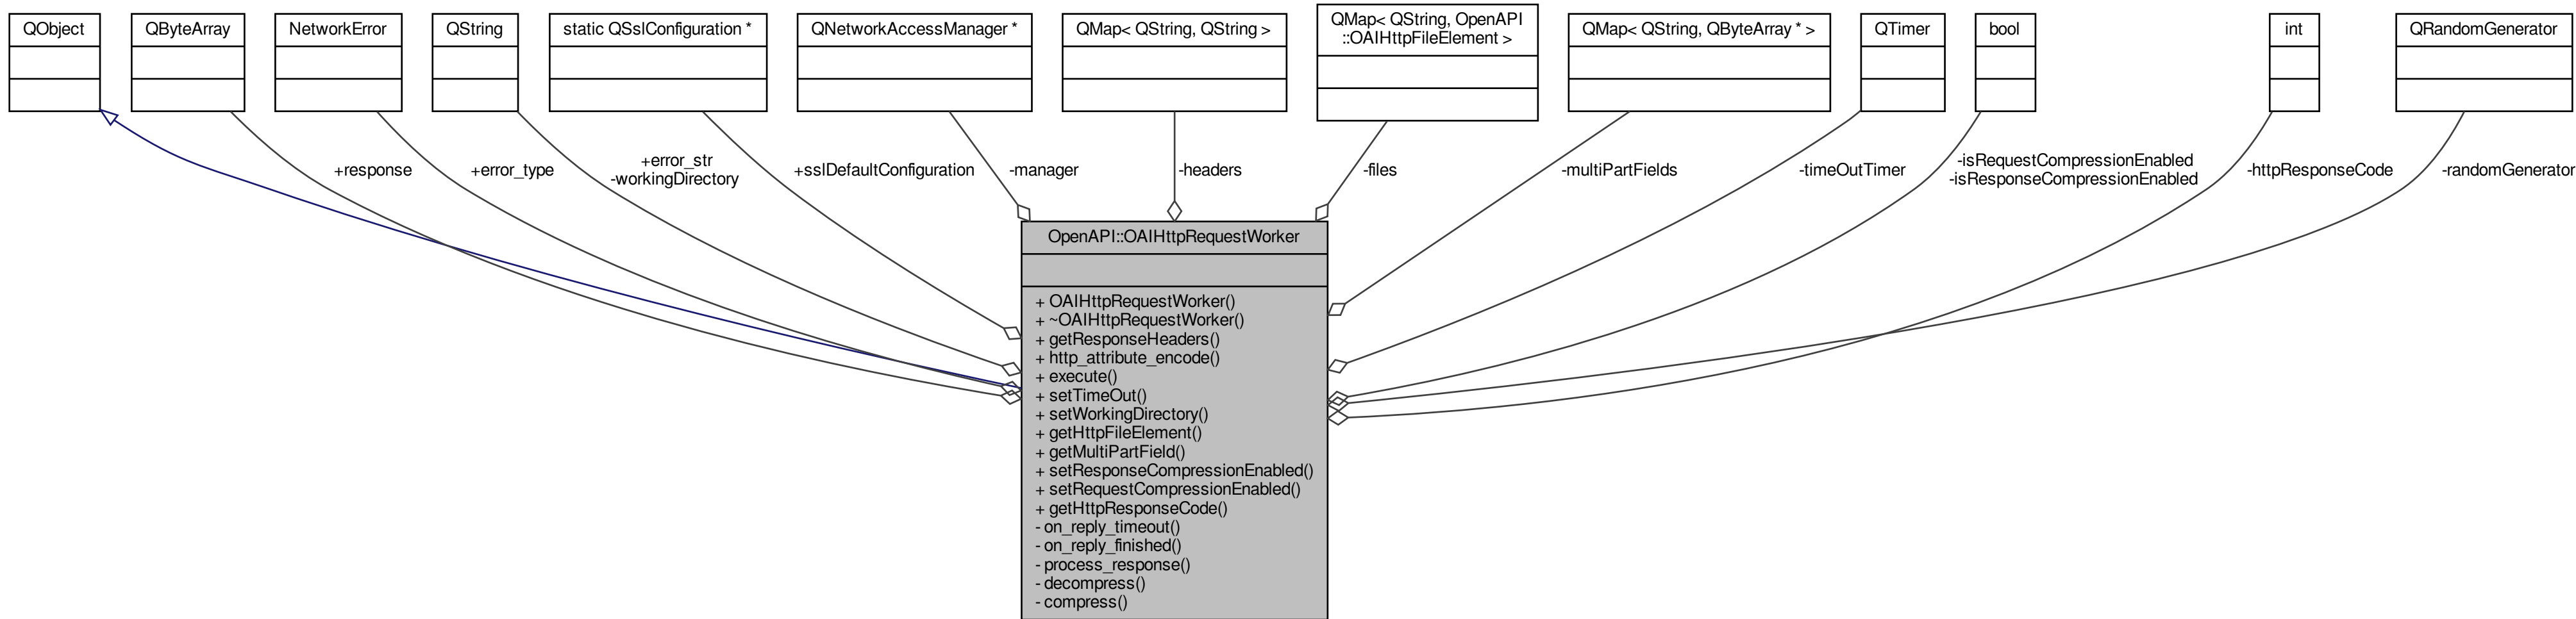 QObject
QByteArray
NetworkError
QString
static QSslConfiguration *
QNetworkAccessManager *
QMap< QString, QString >
QMap< QString, OpenAPI
::OAIHttpFileElement >
QMap< QString, QByteArray * >
QTimer
bool
int
QRandomGenerator
+response
+error_type
+error_str
-workingDirectory
+sslDefaultConfiguration
-manager
-headers
-files
-multiPartFields
-timeOutTimer
-isRequestCompressionEnabled
-isResponseCompressionEnabled
-httpResponseCode
-randomGenerator
OpenAPI::OAIHttpRequestWorker
+ OAIHttpRequestWorker()
+ ~OAIHttpRequestWorker()
+ getResponseHeaders()
+ http_attribute_encode()
+ execute()
+ setTimeOut()
+ setWorkingDirectory()
+ getHttpFileElement()
+ getMultiPartField()
+ setResponseCompressionEnabled()
+ setRequestCompressionEnabled()
+ getHttpResponseCode()
- on_reply_timeout()
- on_reply_finished()
- process_response()
- decompress()
- compress()